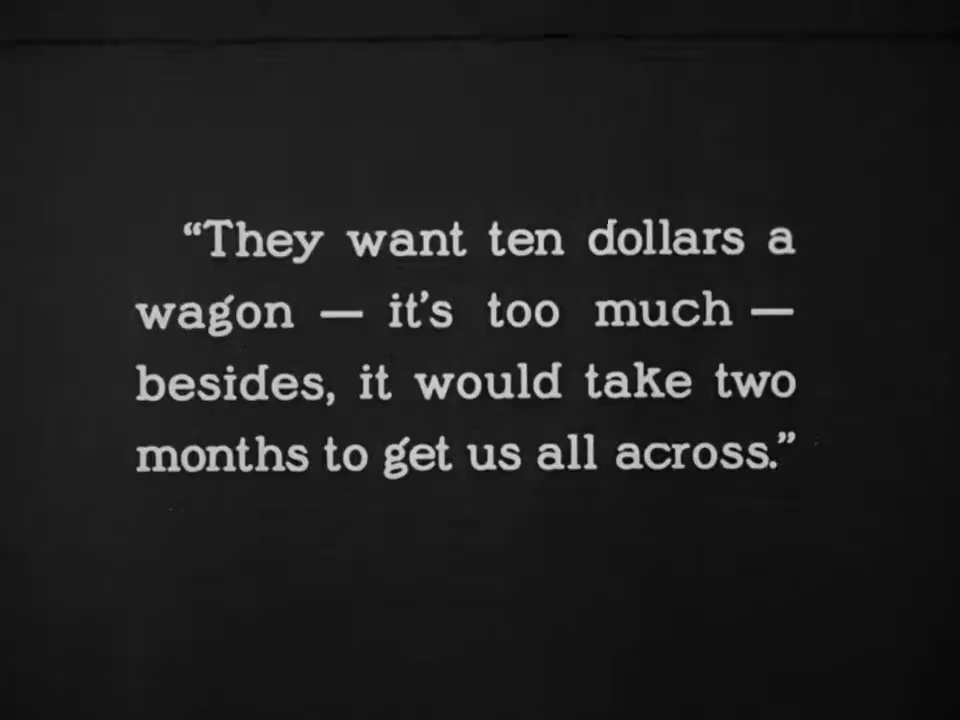 “They want ten dollars a
wagon — it’s too much —
besides, it would take two
months to get us all across.”